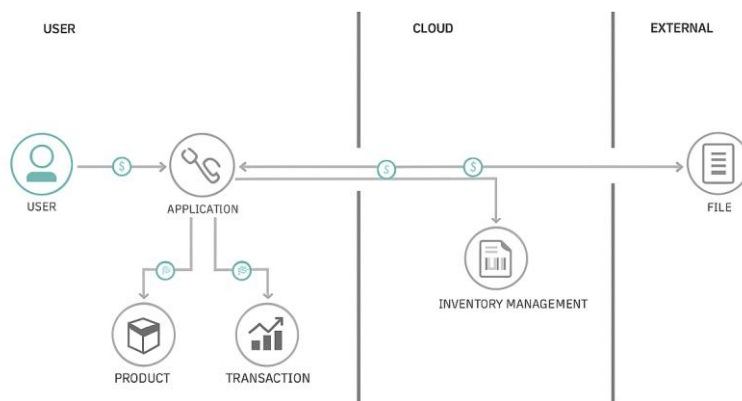 USER
CLOUD
EXTERNAL
$
S
$
USER
APPLICATION
FILE
INVENTORY MANAGEMENT
PRODUCT
TRANSACTION